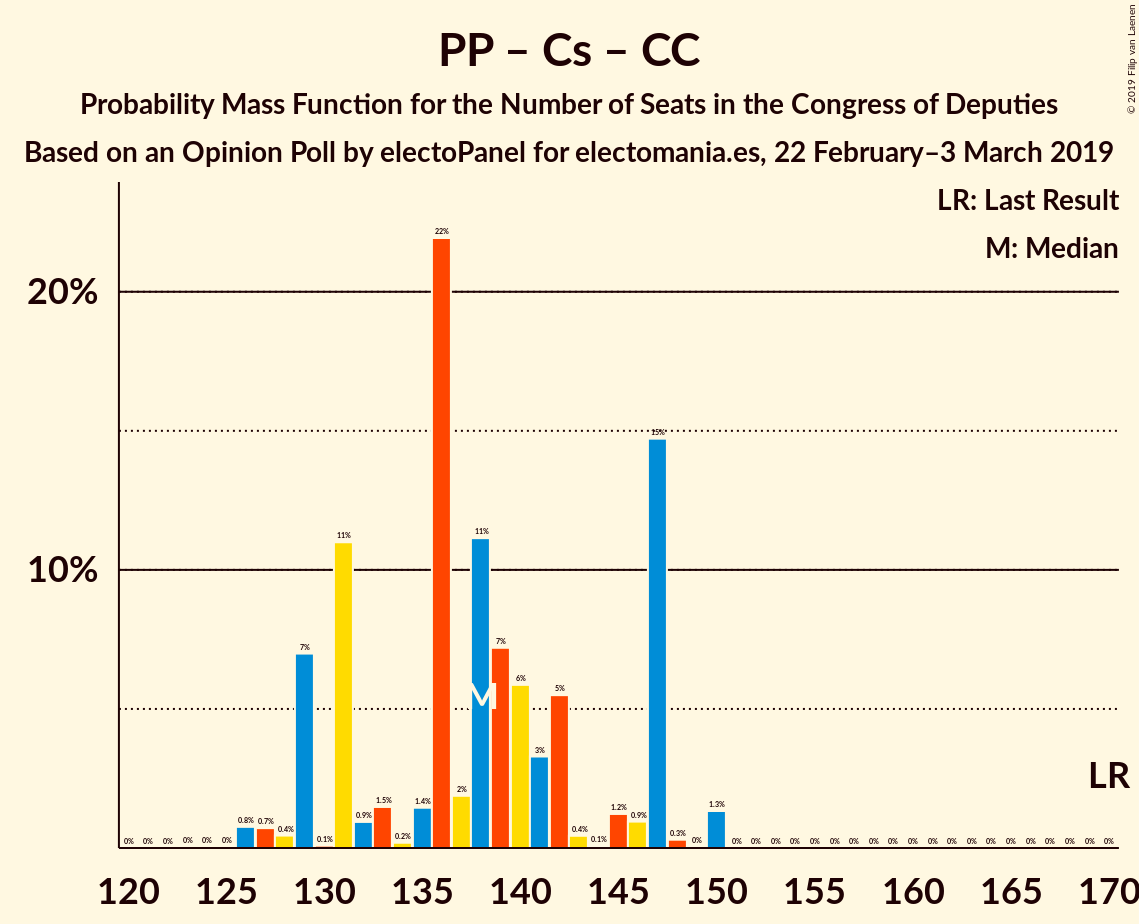 PP – Cs – CC
Probability Mass Function for the Number of Seats in the Congress of Deputies
Based on an Opinion Poll by electoPanel for electomania.es, 22 February–3 March 2019
© 2019 Filip van Laenen
LR: Last Result
M: Median
20%
10%
0% 0% 0% 0% 0% 0% 0.8% 0.7% 0.4% 7% 0.1% 11% 0.9% 1.5% 0.2% 1.4% 22% 2% 11% 7% 6% 3% 5% 0.4% 0.1% 1.2% 0.9% 15% 0.3% 0% 1.3% 0% 0% 0% 0% 0% 0% 0% 0% 0% 0% 0% 0% 0% 0% 0% 0% 0% 0% 0% 0%
M
LR
120 125 130 135 140 145 150 155 160 165 170